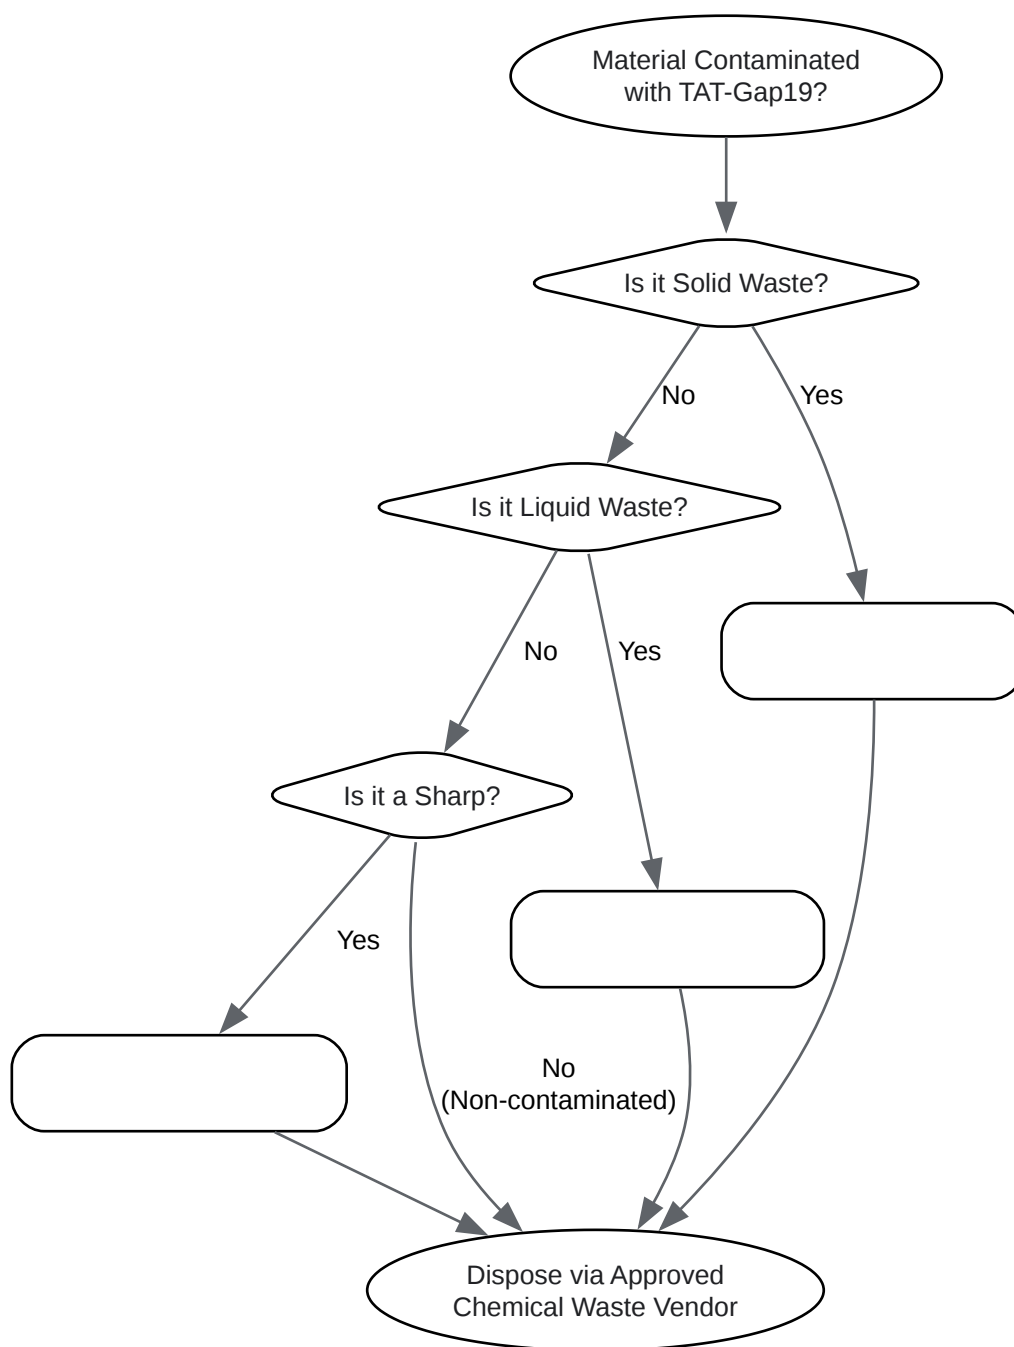 Material Contaminated
with TAT-Gap19?
Is it Solid Waste?
No
Yes
Is it Liquid Waste?
No
Yes
Is it a Sharp?
Yes
No
(Non-contaminated)
Dispose via Approved
Chemical Waste Vendor